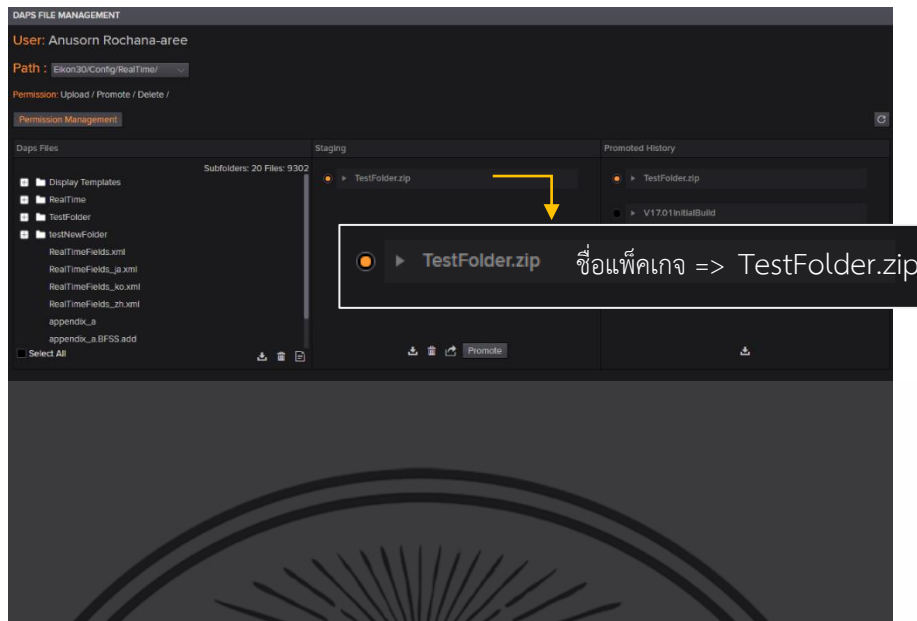 DAPS FILE MANAGEMENT
User: Anusorn Rochana-aree
Path : Eikon30/Config/RealTime/
Permission: Upload / Promote / Delete /
Permission Management
Daps Files
Subfolders: 20 Files: 9302
Display Templates
RealTime
TestFolder
testNewFolder
RealTimeFields.xml
RealTimeFields_ja.xml
RealTimeFields_ko.xml
RealTimeFields_zh.xml
appendix_a
appendix_a.BFSS.add
Select All
Staging
TestFolder.zip
Promote
Promoted History
TestFolder.zip
V17.01InitialBuild
TestFolder.zip ชื่อแพ็คเกจ => TestFolder.zip